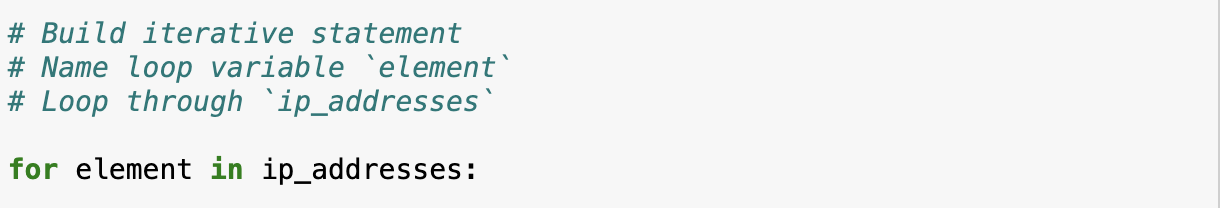 # Build iterative statement
# Name loop variable `element`
# Loop through `ip_addresses`
for element in ip_addresses: